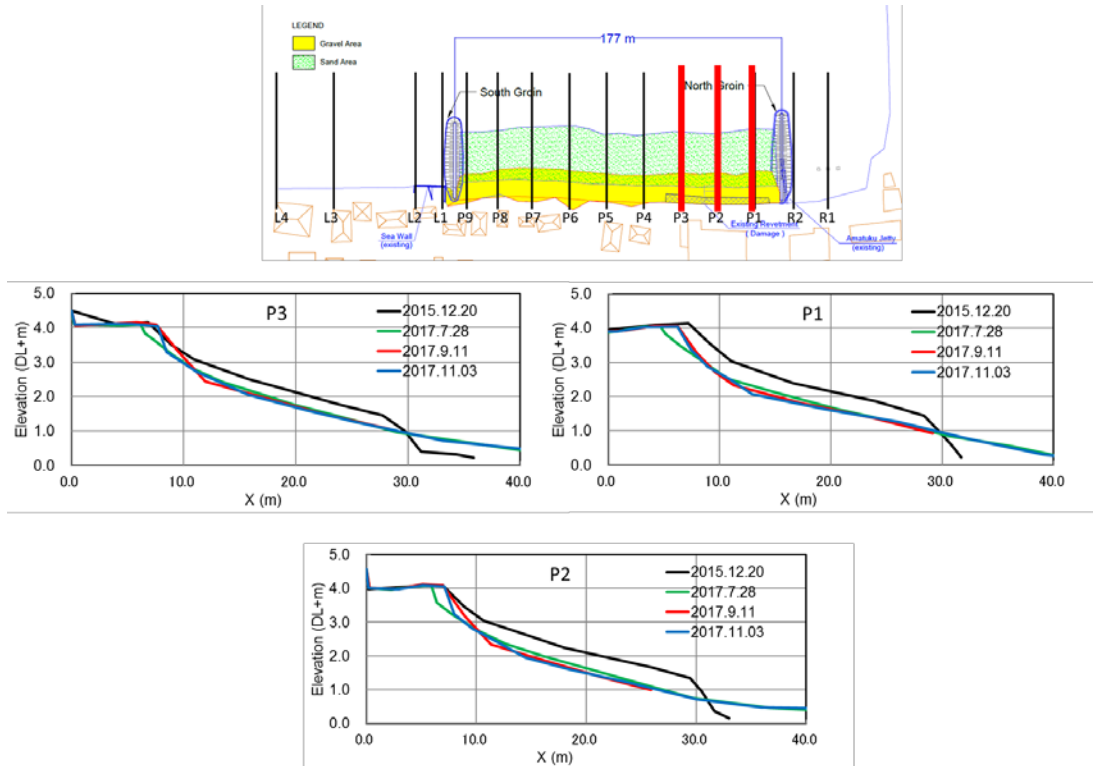 LEGEND
Gravel Area
Sand Area
177 m
South Groin
North Groin
L4 L3 L2 L1 P9 P8 P7 P6 P5 P4 P3 P2 P1 R2 R1
Sea Wall
(existing)
Existing Revetment
( Damage )
Amatuku Jetty
(existing)
P3
2015.12.20
2017.7.28
2017.9.11
2017.11.03
Elevation (DL+m)
5.0
4.0
3.0
2.0
1.0
0.0
0.0 10.0 20.0 30.0 40.0
X (m)
P1
2015.12.20
2017.7.28
2017.9.11
2017.11.03
Elevation (DL+m)
5.0
4.0
3.0
2.0
1.0
0.0
0.0 10.0 20.0 30.0 40.0
X (m)
P2
2015.12.20
2017.7.28
2017.9.11
2017.11.03
Elevation (DL+m)
5.0
4.0
3.0
2.0
1.0
0.0
0.0 10.0 20.0 30.0 40.0
X (m)